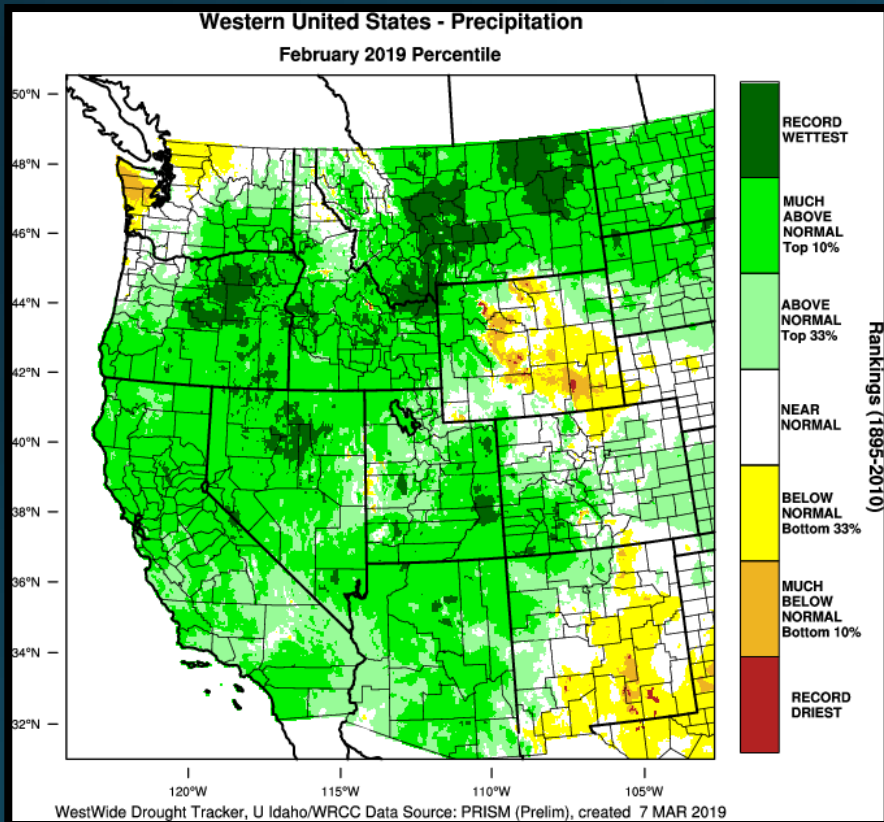 Western United States - Precipitation
February 2019 Percentile
50°N
48°N
46°N
44°N
42°N
40°N
38°N
36°N
34°N
32°N
120°W
115°W
110°W
105°W
RECORD
WETTEST
MUCH
ABOVE
NORMAL
Top 10%
ABOVE
NORMAL
Top 33%
NEAR
NORMAL
BELOW
NORMAL
Bottom 33%
MUCH
BELOW
NORMAL
Bottom 10%
RECORD
DRIEST
Rankings (1895-2010)
WestWide Drought Tracker, U Idaho/WRCC Data Source: PRISM (Prelim), created 7 MAR 2019